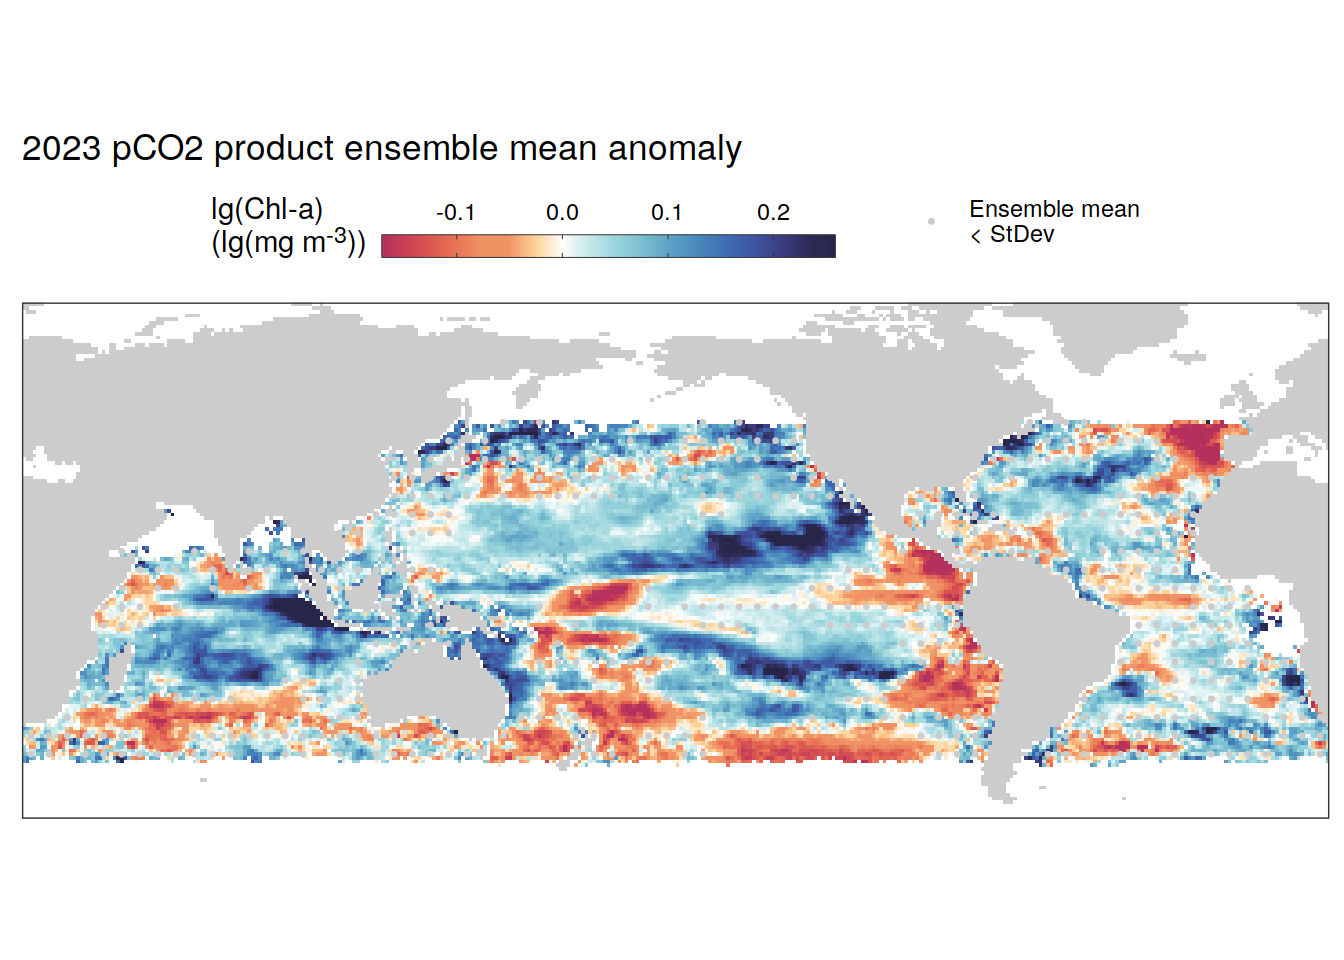 2023 pCO2 product ensemble mean anomaly
lg(Chl-a)
(lg(mg m⁻³))
-0.1 0.0 0.1 0.2
Ensemble mean
< StDev